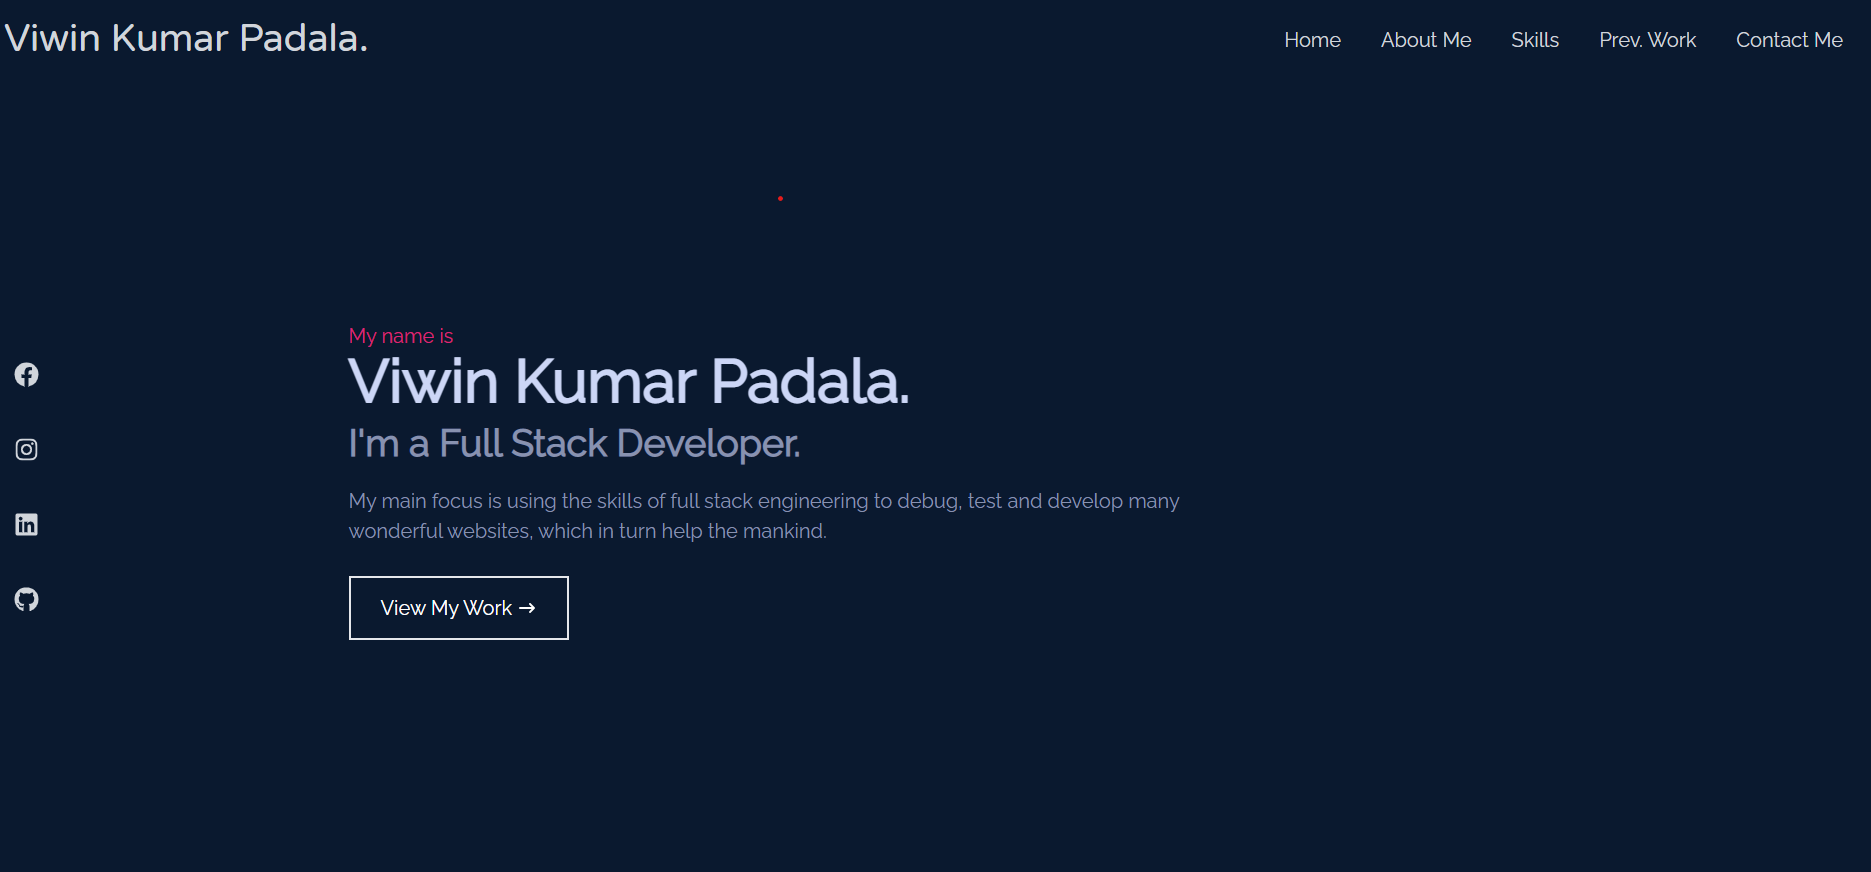 Viwin Kumar Padala.
Home About Me Skills Prev. Work Contact Me
My name is
Viwin Kumar Padala.
I'm a Full Stack Developer.
My main focus is using the skills of full stack engineering to debug, test and develop many
wonderful websites, which in turn help the mankind.
View My Work →